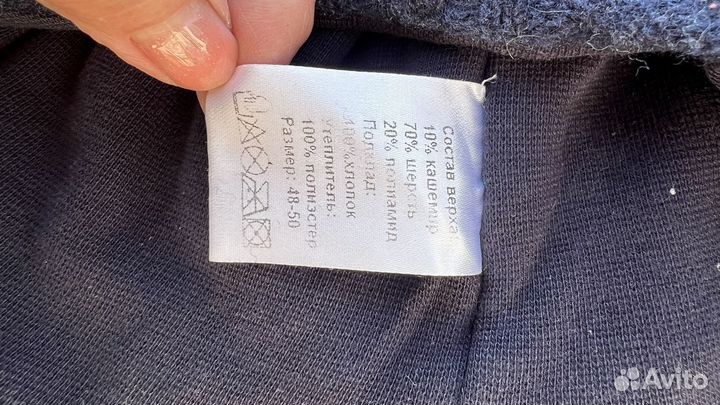 Состав верха:
10% кашемир
70% шерсть
20% полиамид
Подклад:
100%хлопок
утеплитель:
100% полиэстер
Размер: 48-50
Avito